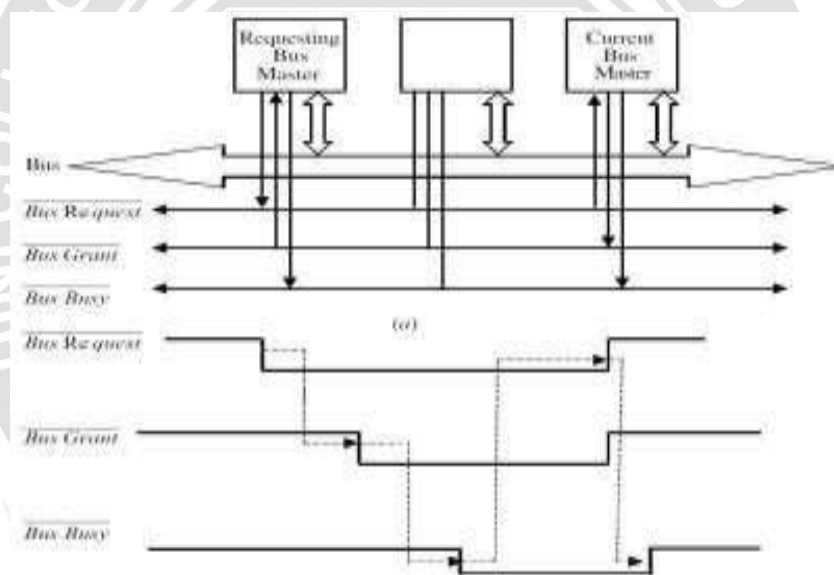 Requesting
Bus
Master
Current
Bus
Master
Bus
Bus Request
Bus Grant
Bus Busy
(a)
Bus Request
Bus Grant
Bus Busy